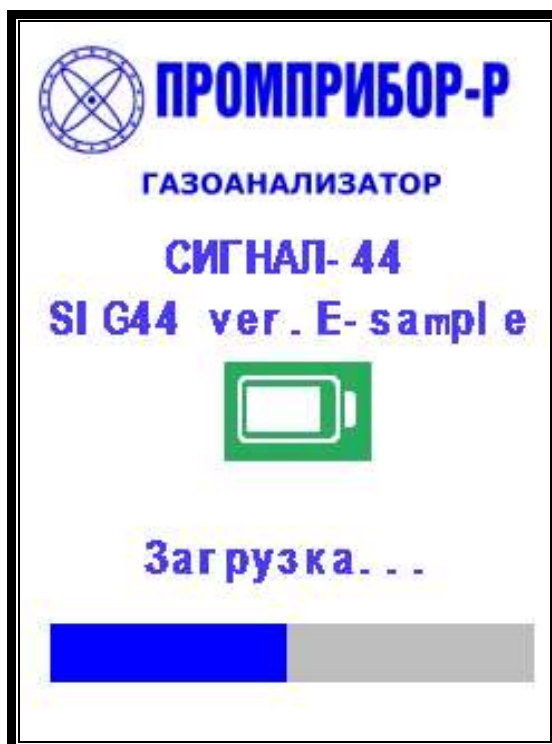 ПРОМПРИБОР-Р
ГАЗОАНАЛИЗАТОР
СИГНАЛ-44
SIG44 ver.E-sample
Загрузка...